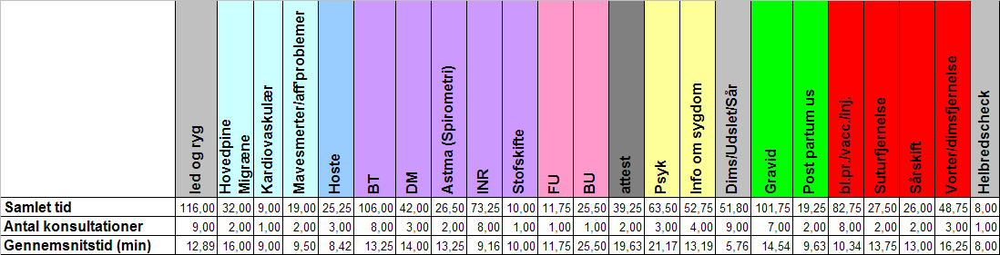 led og ryg
Hovedpine
Migræne
Kardiovaskulær
Mavesmerter/aff'problemer
Hoste
BT
DM
Astma (Spirometri)
INR
Stofskifte
FU
BU
attest
Psyk
Info om sygdom
Dims/Udslet/Sår
Gravid
Post partum us
bl.pr./vacc./inj.
Suturfjernelse
Sårskift
Vorter/dimsfjernelse
Helbredscheck
Samlet tid 116,00 32,00 9,00 19,00 25,25 106,00 42,00 26,50 73,25 10,00 11,75 25,50 39,25 63,50 52,75 51,80 101,75 19,25 82,75 27,50 26,00 48,75 8,00
Antal konsultationer 9,00 2,00 1,00 2,00 3,00 8,00 3,00 2,00 8,00 1,00 1,00 1,00 2,00 3,00 4,00 9,00 7,00 2,00 8,00 2,00 2,00 3,00 1,00
Gennemsnitstid (min) 12,89 16,00 9,00 9,50 8,42 13,25 14,00 13,25 9,16 10,00 11,75 25,50 19,63 21,17 13,19 5,76 14,54 9,63 10,34 13,75 13,00 16,25 8,00